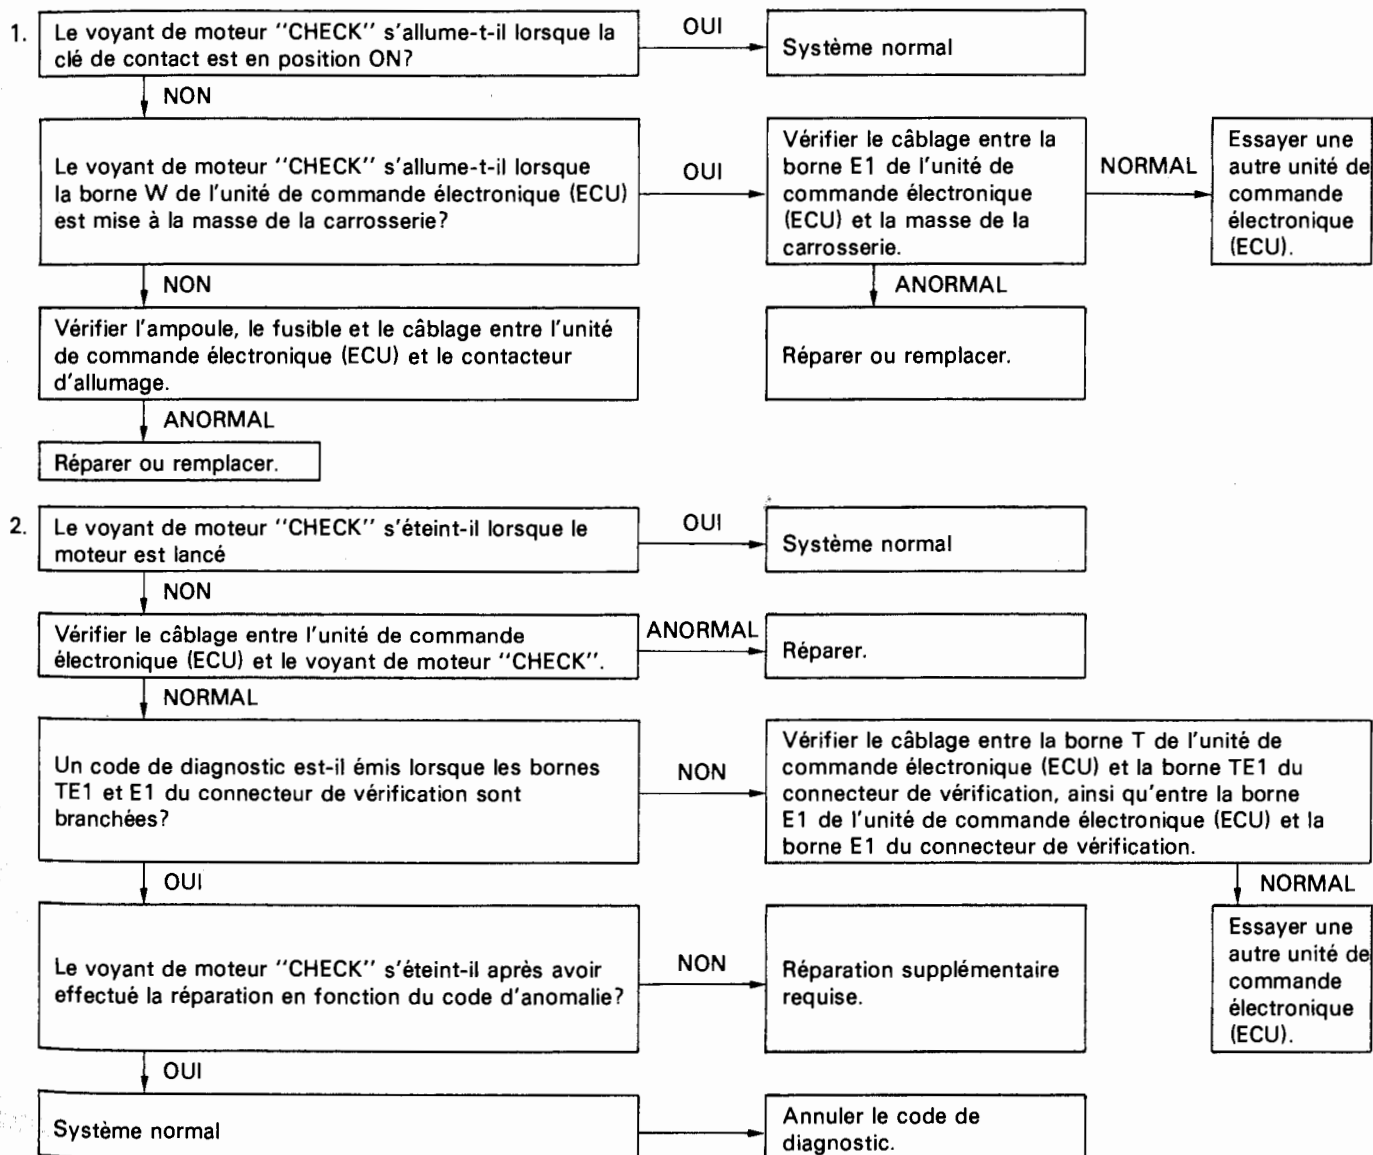 1. Le voyant de moteur "CHECK" s'allume-t-il lorsque la
clé de contact est en position ON?
OUI
Système normal
NON
Le voyant de moteur "CHECK" s'allume-t-il lorsque
la borne W de l'unité de commande électronique (ECU)
est mise à la masse de la carrosserie?
OUI
Vérifier le câblage entre la
borne E1 de l'unité de
commande électronique
(ECU) et la masse de la
carrosserie.
NORMAL
Essayer une
autre unité de
commande
électronique
(ECU).
NON
ANORMAL
Vérifier l'ampoule, le fusible et le câblage entre l'unité
de commande électronique (ECU) et le contacteur
d'allumage.
Réparer ou remplacer.
ANORMAL
Réparer ou remplacer.
2. Le voyant de moteur "CHECK" s'éteint-il lorsque le
moteur est lancé
OUI
Système normal
NON
Vérifier le câblage entre l'unité de commande
électronique (ECU) et le voyant de moteur "CHECK".
ANORMAL
Réparer.
NORMAL
Un code de diagnostic est-il émis lorsque les bornes
TE1 et E1 du connecteur de vérification sont
branchées?
NON
Vérifier le câblage entre la borne T de l'unité de
commande électronique (ECU) et la borne TE1 du
connecteur de vérification, ainsi qu'entre la borne
E1 de l'unité de commande électronique (ECU) et la
borne E1 du connecteur de vérification.
OUI
NORMAL
Le voyant de moteur "CHECK" s'éteint-il après avoir
effectué la réparation en fonction du code d'anomalie?
NON
Réparation supplémentaire
requise.
Essayer une
autre unité de
commande
électronique
(ECU).
OUI
Système normal
Annuler le code de
diagnostic.